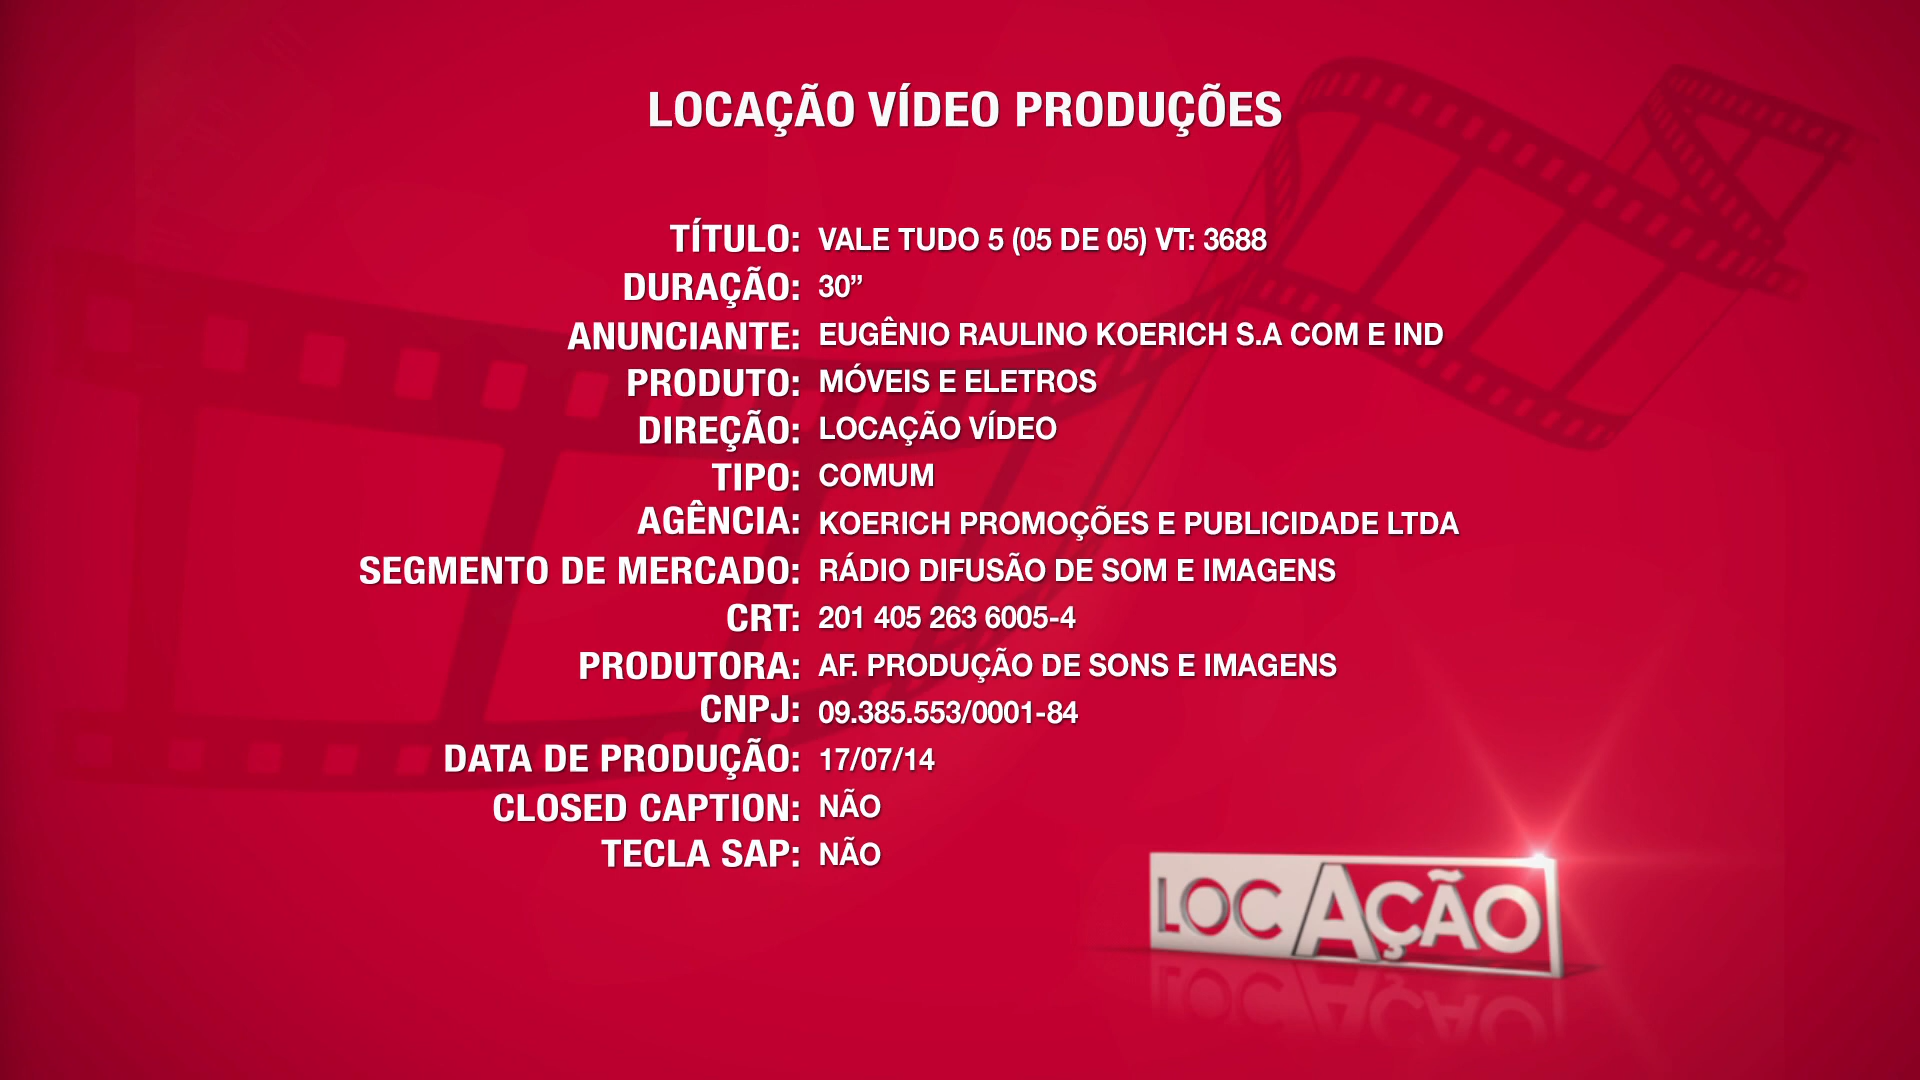 LOCAÇÃO VÍDEO PRODUÇÕES
TÍTULO: VALE TUDO 5 (05 DE 05) VT: 3688
DURAÇÃO: 30”
ANUNCIANTE: EUGÊNIO RAULINO KOERICH S.A COM E IND
PRODUTO: MÓVEIS E ELETROS
DIREÇÃO: LOCAÇÃO VÍDEO
TIPO: COMUM
AGÊNCIA: KOERICH PROMOÇÕES E PUBLICIDADE LTDA
SEGMENTO DE MERCADO: RÁDIO DIFUSÃO DE SOM E IMAGENS
CRT: 201 405 263 6005-4
PRODUTORA: AF. PRODUÇÃO DE SONS E IMAGENS
CNPJ: 09.385.553/0001-84
DATA DE PRODUÇÃO: 17/07/14
CLOSED CAPTION: NÃO
TECLA SAP: NÃO
LOCAÇÃO